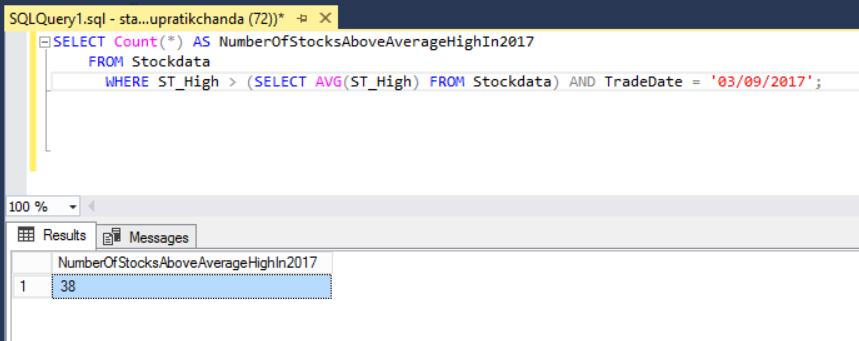 SQLQuery1.sql - sta...upratikchanda (72))*
SELECT Count(*) AS NumberOfStocksAboveAverageHighIn2017
FROM Stockdata
WHERE ST_High > (SELECT AVG(ST_High) FROM Stockdata) AND TradeDate = '03/09/2017';
100 %
Results Messages
NumberOfStocksAboveAverageHighIn2017
1 38